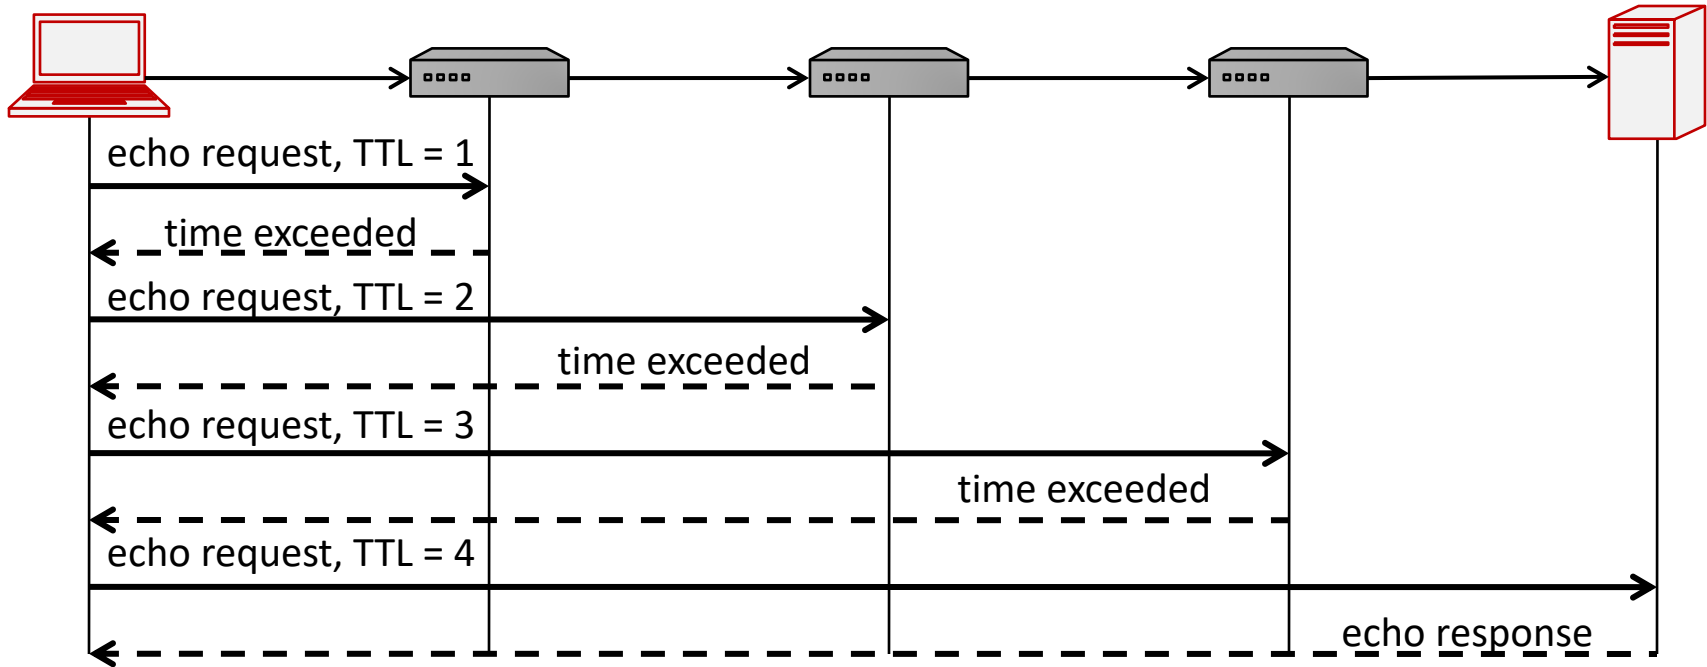 echo request, TTL = 1
time exceeded
echo request, TTL = 2
time exceeded
echo request, TTL = 3
time exceeded
echo request, TTL = 4
echo response